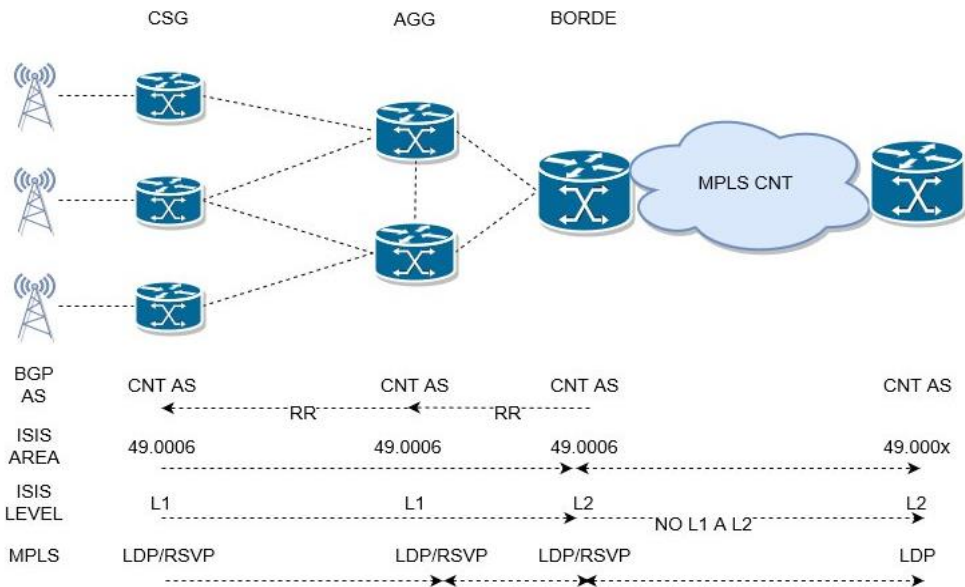 CSG AGG BORDE
MPLS CNT
BGP
AS
CNT AS CNT AS CNT AS CNT AS
RR RR
ISIS
AREA
49.0006 49.0006 49.0006 49.000x
ISIS
LEVEL
L1 L1 L2 L2
NO L1 A L2
MPLS LDP/RSVP LDP/RSVP LDP/RSVP LDP